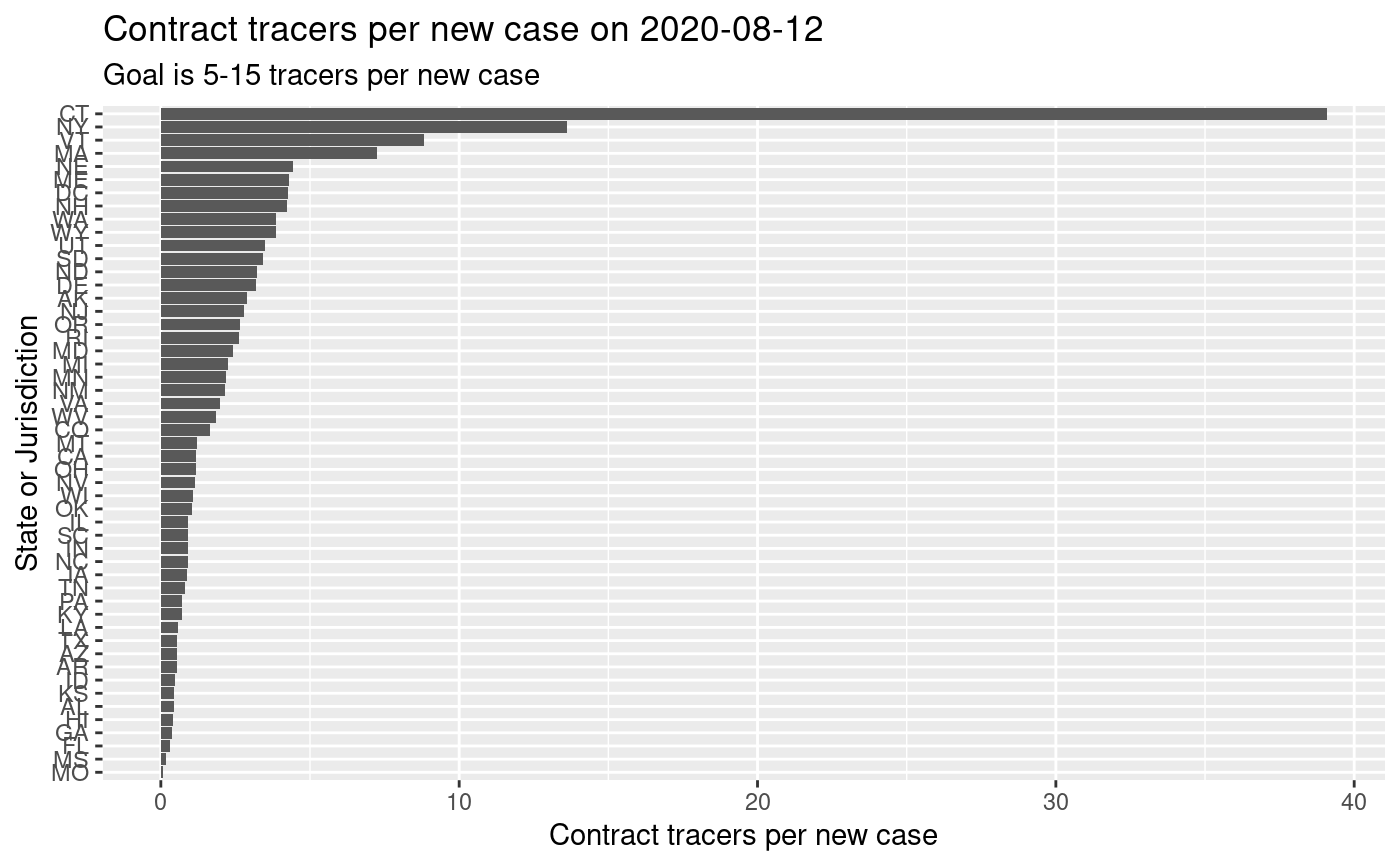 Contract tracers per new case on 2020-08-12
Goal is 5-15 tracers per new case
State or Jurisdiction
CT
NY
VT
MA
NE
ME
DC
NH
WA
WY
UT
SD
ND
DE
AK
NJ
OR
RI
MD
MI
MN
NM
VA
WV
CO
MT
CA
OH
NV
WI
OK
IL
SC
IN
NC
IA
TN
PA
KY
LA
TX
AZ
AR
ID
KS
AL
HI
GA
FL
MS
MO
0 10 20 30 40
Contract tracers per new case